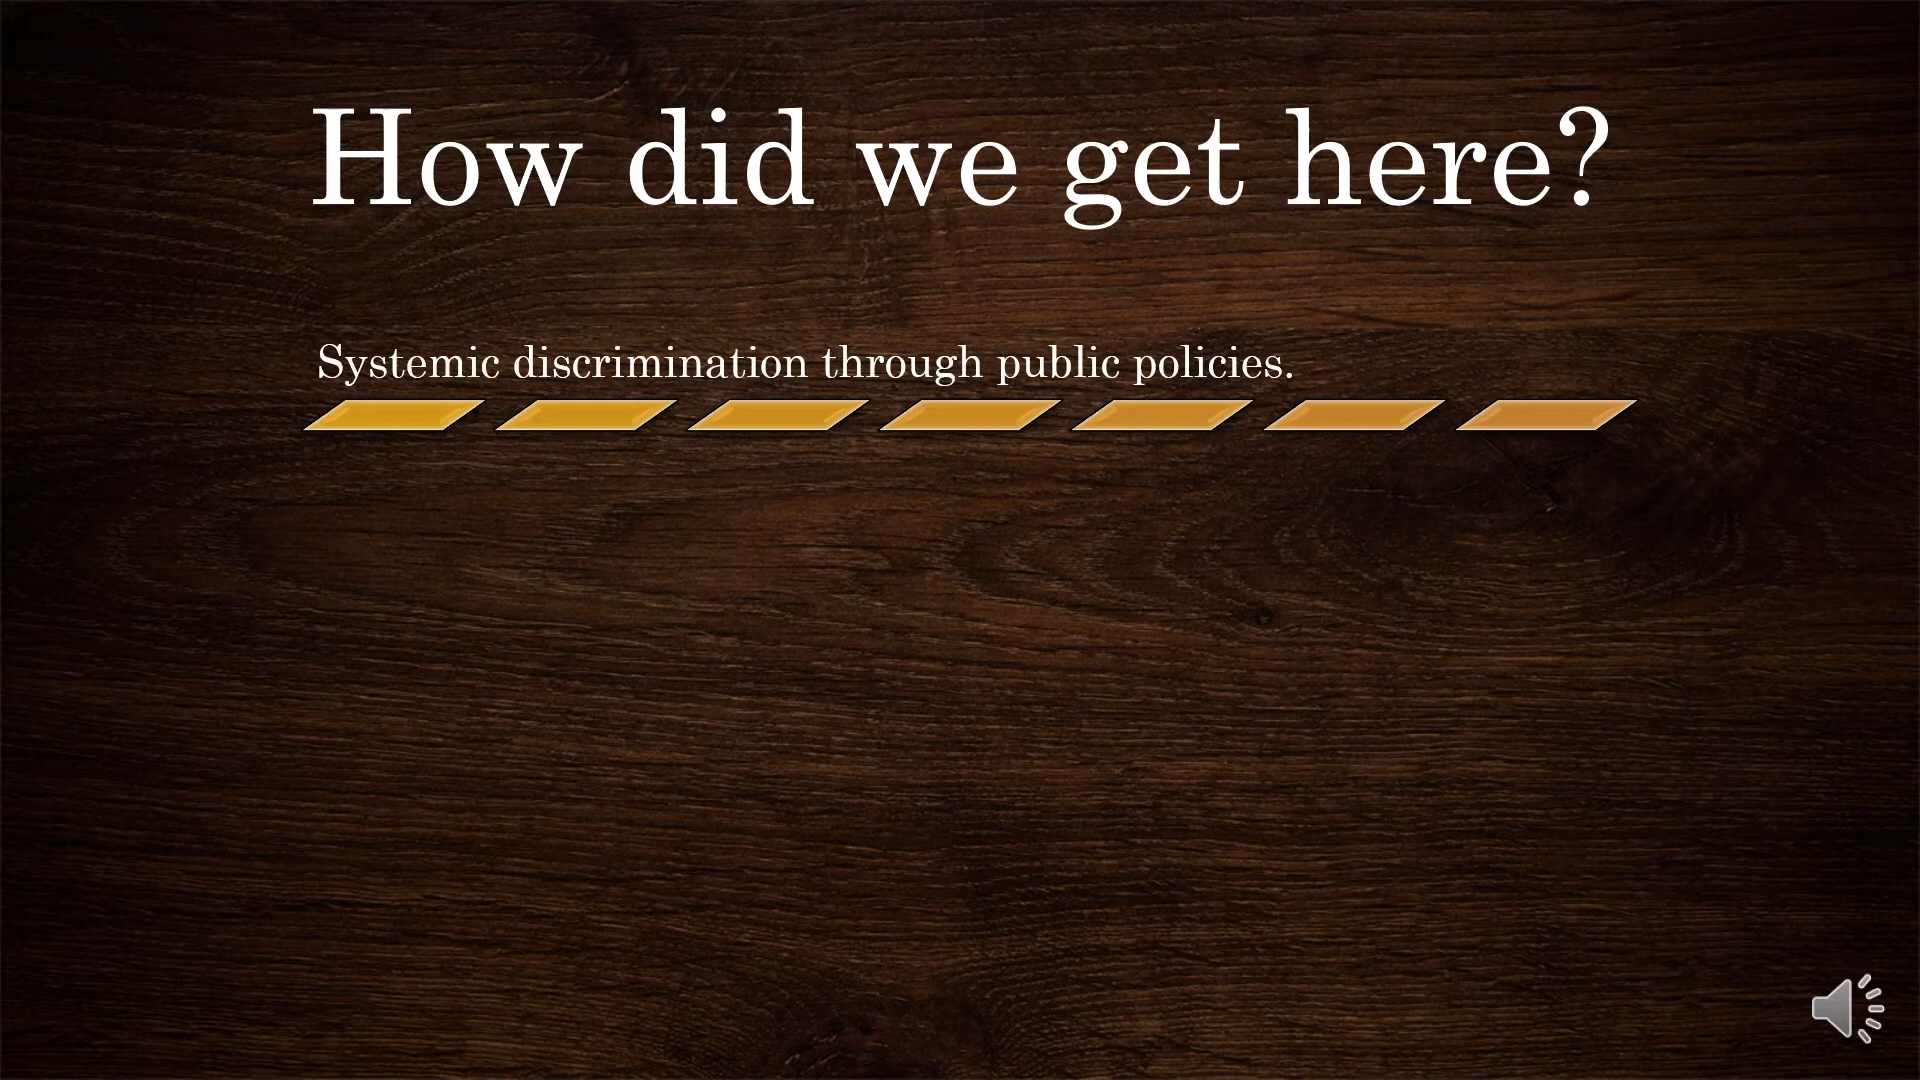 How did we get here?
Systemic discrimination through public policies.